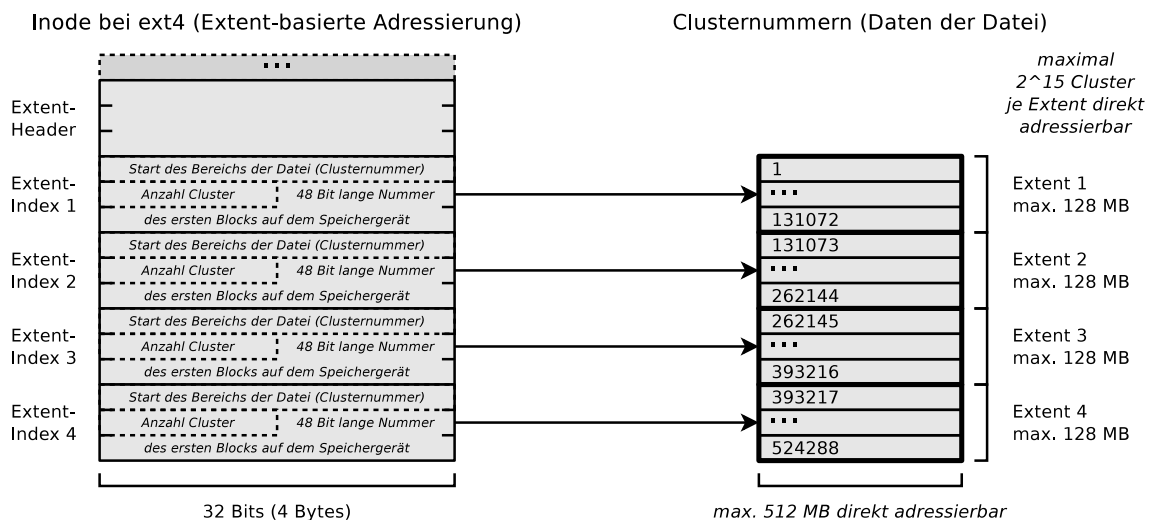 Inode bei ext4 (Extent-basierte Adressierung)
Clusternummern (Daten der Datei)
...
maximal
2^15 Cluster
je Extent direkt
adressierbar
Extent-
Header
Extent-
Index 1
Start des Bereichs der Datei (Clusternummer)
Anzahl Cluster
48 Bit lange Nummer
des ersten Blocks auf dem Speichergerät
1
...
131072
Extent 1
max. 128 MB
Extent-
Index 2
Start des Bereichs der Datei (Clusternummer)
Anzahl Cluster
48 Bit lange Nummer
des ersten Blocks auf dem Speichergerät
131073
...
262144
Extent 2
max. 128 MB
Extent-
Index 3
Start des Bereichs der Datei (Clusternummer)
Anzahl Cluster
48 Bit lange Nummer
des ersten Blocks auf dem Speichergerät
262145
...
393216
Extent 3
max. 128 MB
Extent-
Index 4
Start des Bereichs der Datei (Clusternummer)
Anzahl Cluster
48 Bit lange Nummer
des ersten Blocks auf dem Speichergerät
393217
...
524288
Extent 4
max. 128 MB
32 Bits (4 Bytes)
max. 512 MB direkt adressierbar